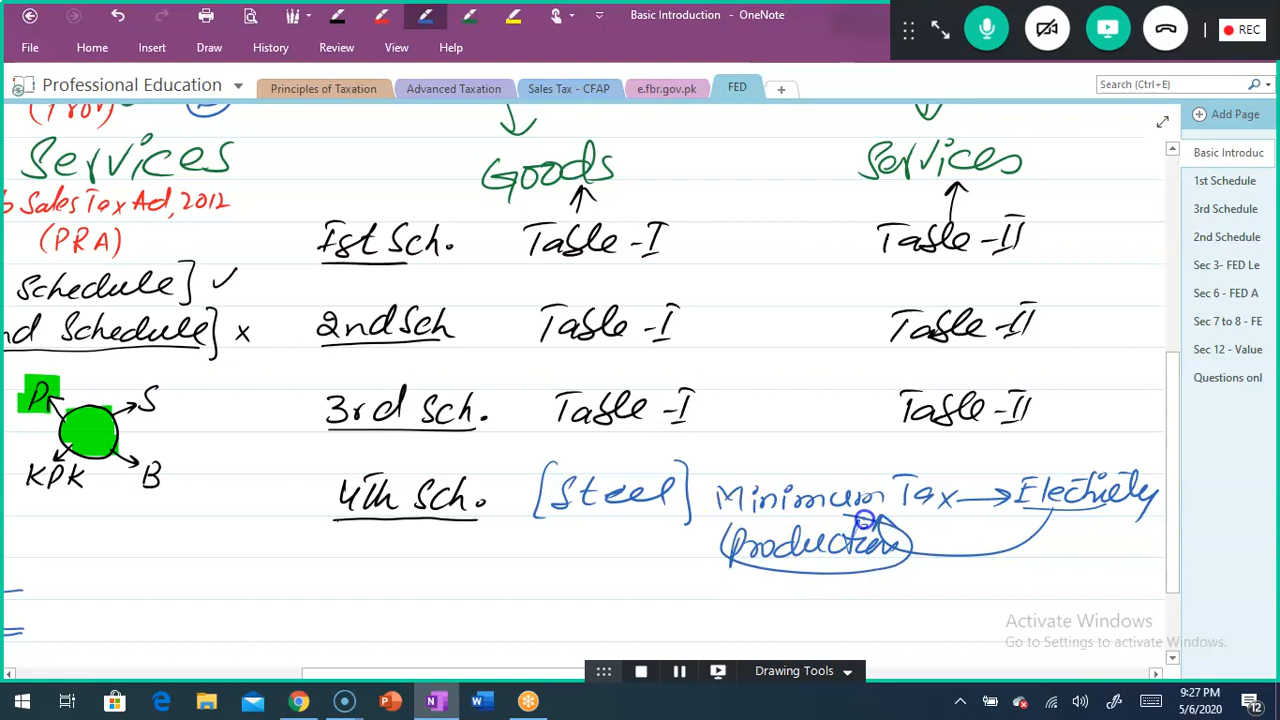 Basic Introduction - OneNote
REC
File Home Insert Draw History Review View Help
Professional Education
Principles of Taxation Advanced Taxation Sales Tax - CFAP e.fbr.gov.pk FED
Search (Ctrl+E)
Add Page
Basic Introduc
1st Schedule
3rd Schedule
2nd Schedule
Sec 3- FED Le
Sec 6 - FED A
Sec 7 to 8 - FE
Sec 12 - Value
Questions onl
(Prov)
Services
Sales Tax Act, 2012
(PRA)
Schedule] ✓
nd Schedule] x
P S
KPK B
Goods Services
Ist Sch. Table-I Table-II
2nd Sch Table-I Table-II
3rd Sch. Table-I Table-II
4th Sch. [Steel] Minimum Tax → Electricity
(Production)
Activate Windows
Go to Settings to activate Windows.
Drawing Tools
9:27 PM
5/6/2020
12